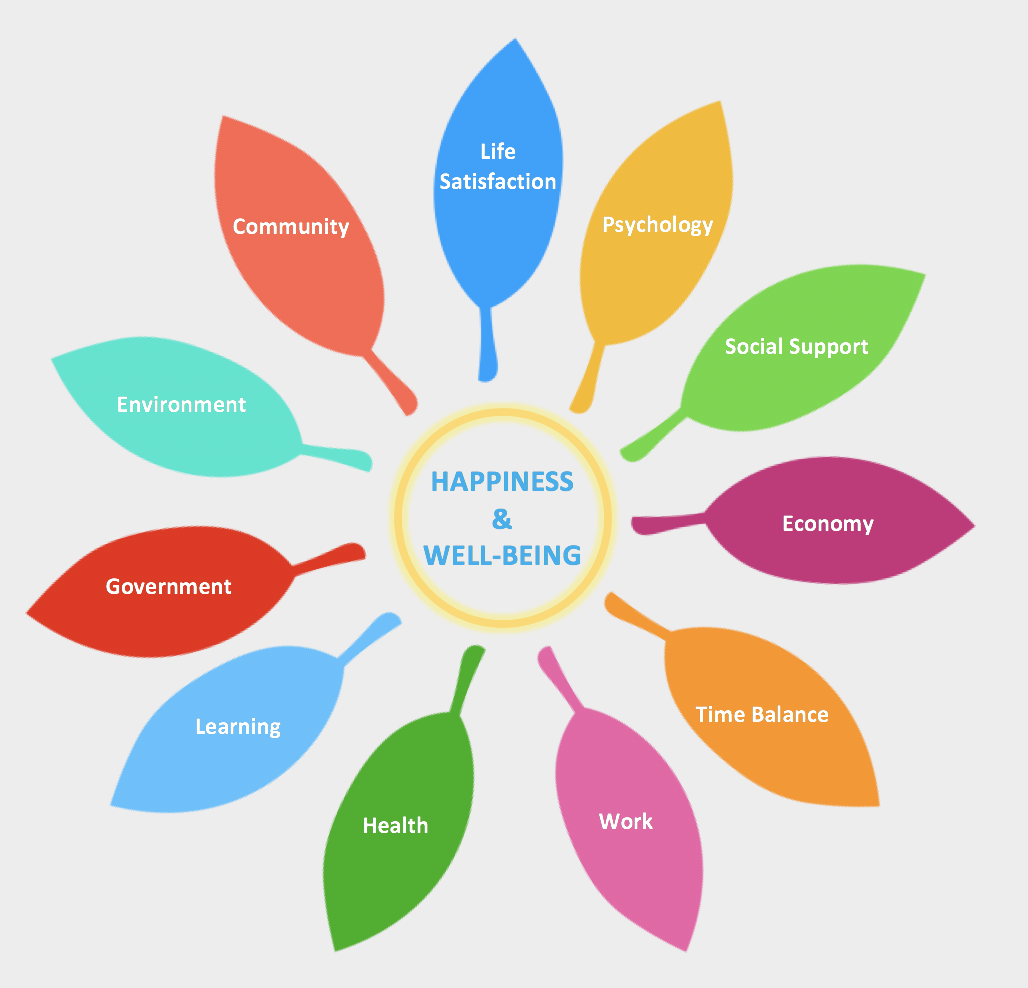 Life
Satisfaction
Psychology
Social Support
Economy
Time Balance
Work
Health
Learning
Government
Environment
Community
HAPPINESS
&
WELL-BEING